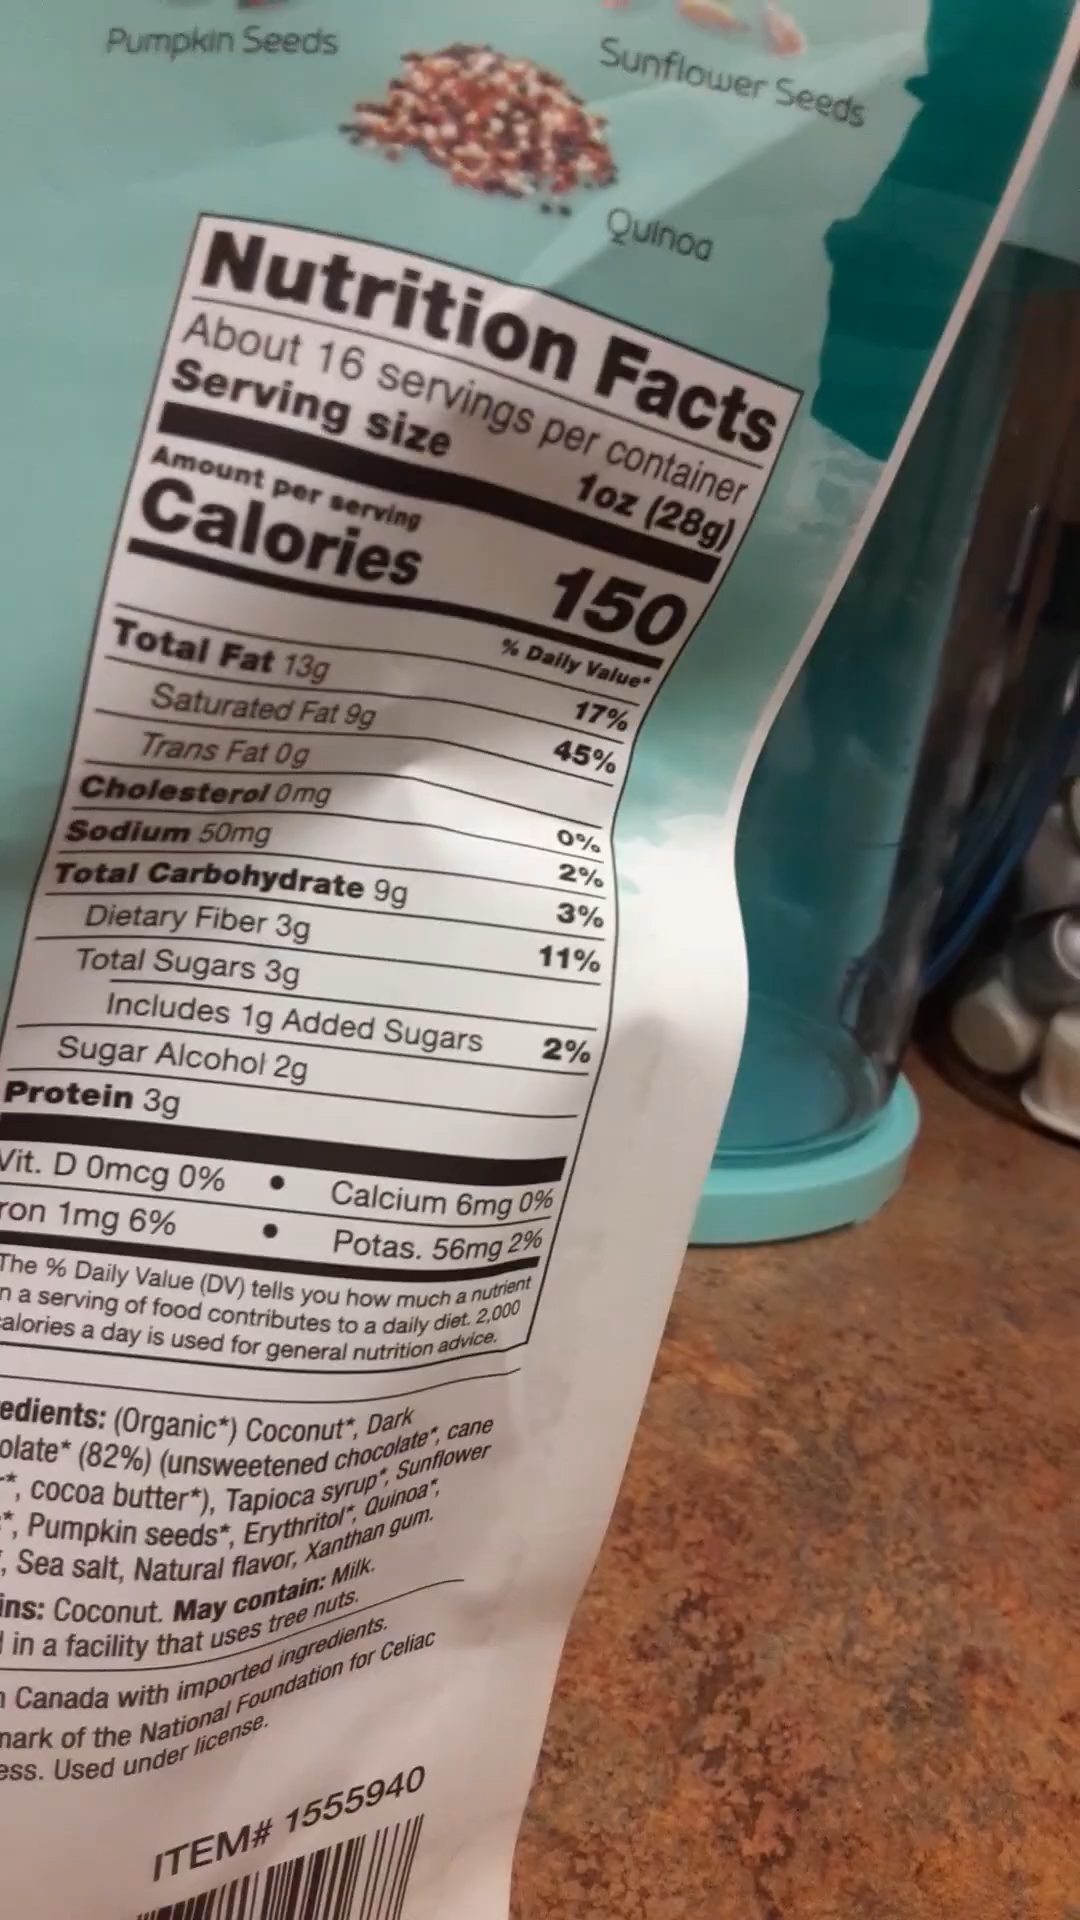 Pumpkin Seeds
Sunflower Seeds
Quinoa
Nutrition Facts
About 16 servings per container
Serving size 1oz (28g)
Amount per serving
Calories 150
% Daily Value*
Total Fat 13g 17%
Saturated Fat 9g 45%
Trans Fat 0g
Cholesterol 0mg 0%
Sodium 50mg 2%
Total Carbohydrate 9g 3%
Dietary Fiber 3g 11%
Total Sugars 3g
Includes 1g Added Sugars 2%
Sugar Alcohol 2g
Protein 3g
Vit. D 0mcg 0% • Calcium 6mg 0%
ron 1mg 6% • Potas. 56mg 2%
The % Daily Value (DV) tells you how much a nutrient
n a serving of food contributes to a daily diet. 2,000
alories a day is used for general nutrition advice.
edients: (Organic*) Coconut*, Dark
olate* (82%) (unsweetened chocolate*, cane
*, cocoa butter*), Tapioca syrup*, Sunflower
*, Pumpkin seeds*, Erythritol*, Quinoa*,
, Sea salt, Natural flavor, Xanthan gum.
ins: Coconut. May contain: Milk.
in a facility that uses tree nuts.
n Canada with imported ingredients.
mark of the National Foundation for Celiac
ess. Used under license.
ITEM# 1555940